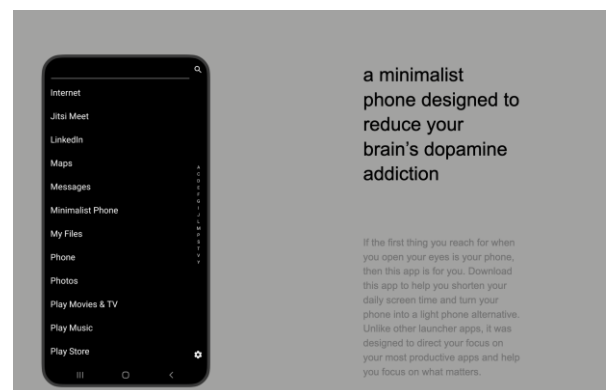 Internet
Jitsi Meet
LinkedIn
Maps
Messages
Minimalist Phone
My Files
Phone
Photos
Play Movies & TV
Play Music
Play Store
a minimalist
phone designed to
reduce your
brain's dopamine
addiction
If the first thing you reach for when
you open your eyes is your phone,
then this app is for you. Download
this app to help you shorten your
daily screen time and turn your
phone into a light phone alternative.
Unlike other launcher apps, it was
designed to direct your focus on
your most productive apps and help
you focus on what matters.